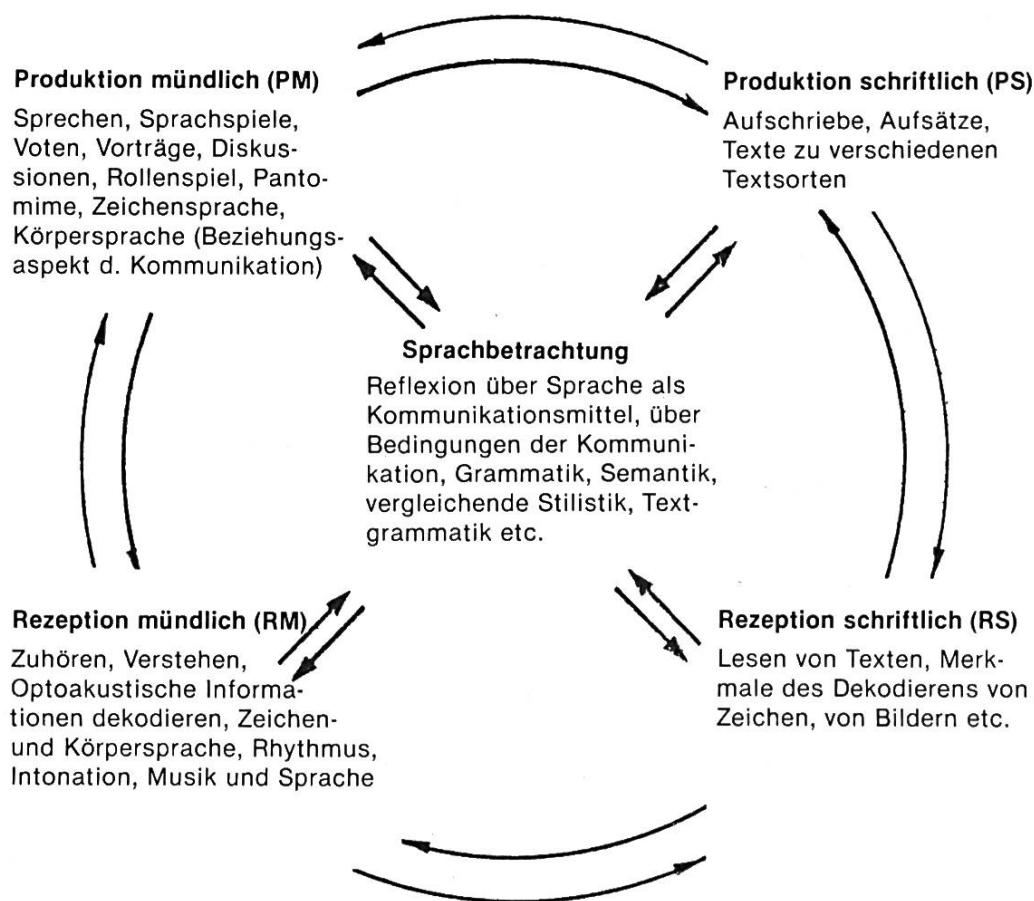 Produktion mündlich (PM)
Sprechen, Sprachspiele,
Voten, Vorträge, Diskus-
sionen, Rollenspiel, Panto-
mime, Zeichensprache,
Körpersprache (Beziehungs-
aspekt d. Kommunikation)
Produktion schriftlich (PS)
Aufschriebe, Aufsätze,
Texte zu verschiedenen
Textsorten
Sprachbetrachtung
Reflexion über Sprache als
Kommunikationsmittel, über
Bedingungen der Kommuni-
kation, Grammatik, Semantik,
vergleichende Stilistik, Text-
grammatik etc.
Rezeption mündlich (RM)
Zuhören, Verstehen,
Optoakustische Informa-
tionen dekodieren, Zeichen-
und Körpersprache, Rhythmus,
Intonation, Musik und Sprache
Rezeption schriftlich (RS)
Lesen von Texten, Merk-
male des Dekodierens von
Zeichen, von Bildern etc.